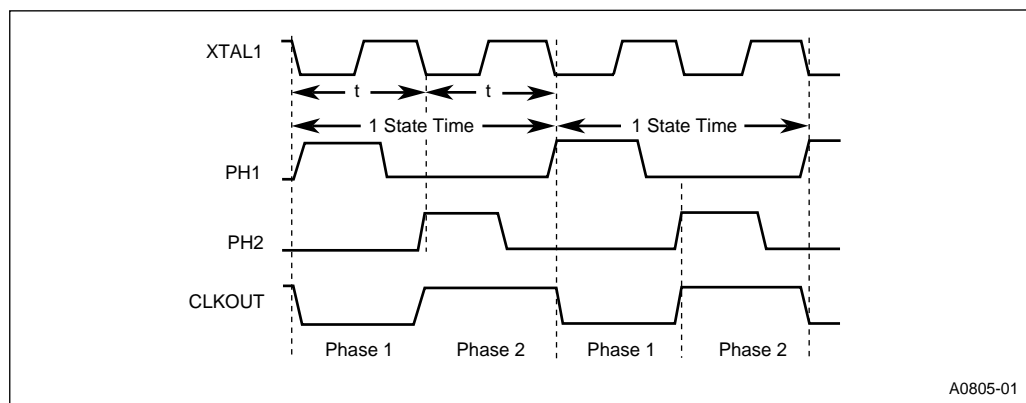 XTAL1
t t
1 State Time 1 State Time
PH1
PH2
CLKOUT
Phase 1 Phase 2 Phase 1 Phase 2
A0805-01